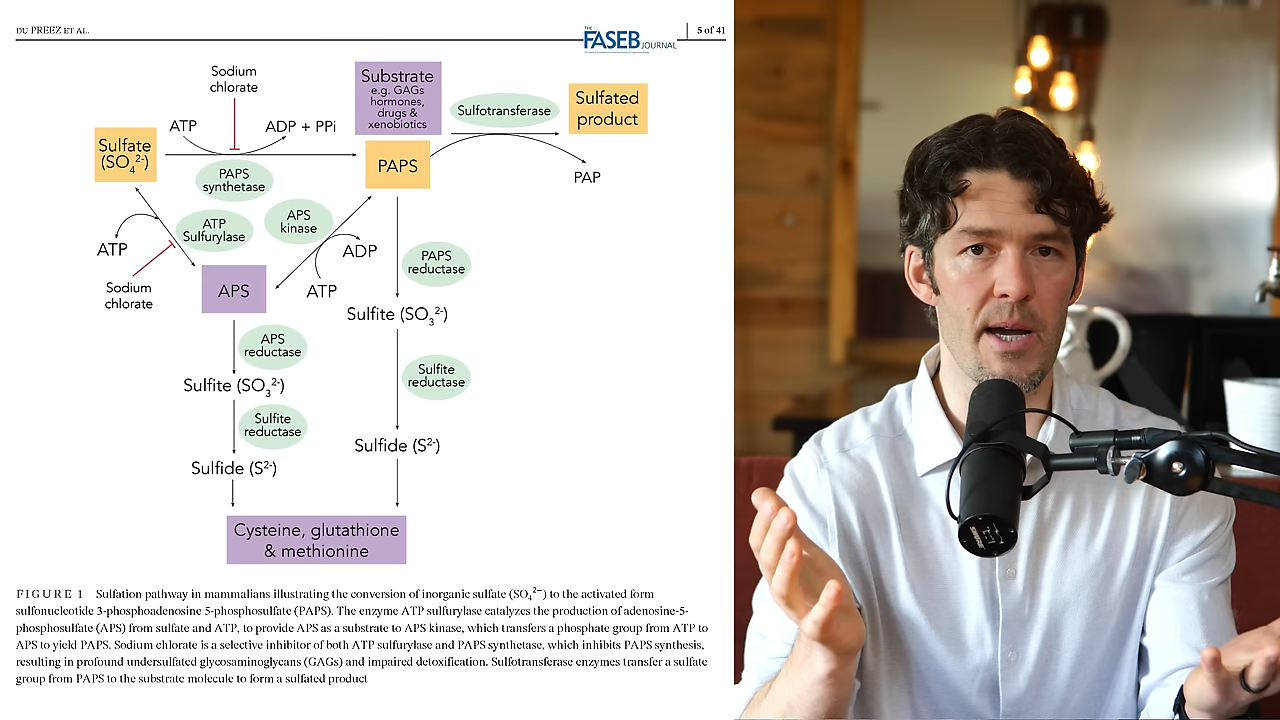 DU PREEZ ET AL.
THE
FASEB JOURNAL
5 of 41
Sodium
chlorate
ATP
ADP + PPi
Substrate
e.g. GAGs
hormones,
drugs &
xenobiotics
Sulfotransferase
Sulfated
product
Sulfate
(SO₄²⁻)
PAPS
synthetase
PAPS
PAP
ATP
ATP
Sulfurylase
APS
kinase
ADP
ATP
Sodium
chlorate
APS
PAPS
reductase
Sulfite (SO₃²⁻)
APS
reductase
Sulfite (SO₃²⁻)
Sulfite
reductase
Sulfite
reductase
Sulfide (S²⁻)
Sulfide (S²⁻)
Cysteine, glutathione
& methionine
FIGURE 1 Sulfation pathway in mammalians illustrating the conversion of inorganic sulfate (SO₄²⁻) to the activated form
sulfonucleotide 3-phosphoadenosine 5-phosphosulfate (PAPS). The enzyme ATP sulfurylase catalyzes the production of adenosine-5-
phosphosulfate (APS) from sulfate and ATP, to provide APS as a substrate to APS kinase, which transfers a phosphate group from ATP to
APS to yield PAPS. Sodium chlorate is a selective inhibitor of both ATP sulfurylase and PAPS synthetase, which inhibits PAPS synthesis,
resulting in profound undersulfated glycosaminoglycans (GAGs) and impaired detoxification. Sulfotransferase enzymes transfer a sulfate
group from PAPS to the substrate molecule to form a sulfated product